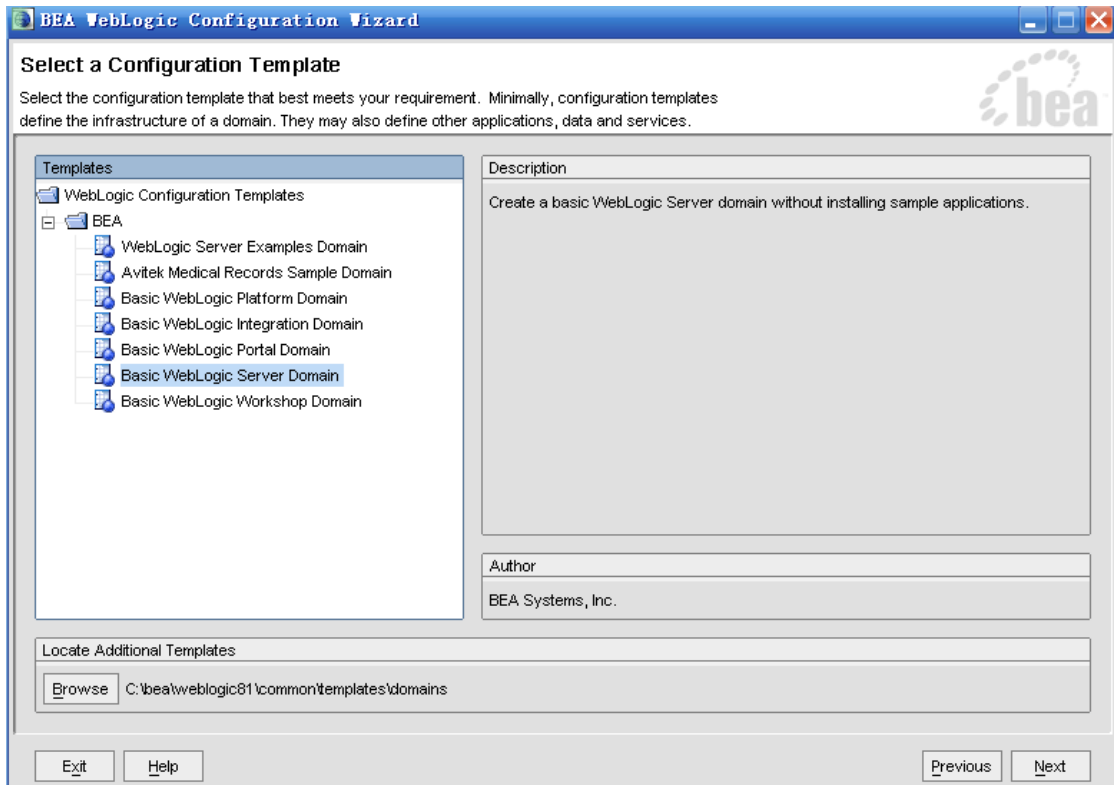 BEA WebLogic Configuration Wizard
Select a Configuration Template
Select the configuration template that best meets your requirement. Minimally, configuration templates
define the infrastructure of a domain. They may also define other applications, data and services.
bea
Templates
WebLogic Configuration Templates
BEA
WebLogic Server Examples Domain
Avitek Medical Records Sample Domain
Basic WebLogic Platform Domain
Basic WebLogic Integration Domain
Basic WebLogic Portal Domain
Basic WebLogic Server Domain
Basic WebLogic Workshop Domain
Description
Create a basic WebLogic Server domain without installing sample applications.
Author
BEA Systems, Inc.
Locate Additional Templates
Browse C:\bea\weblogic81\common\templates\domains
Exit Help Previous Next